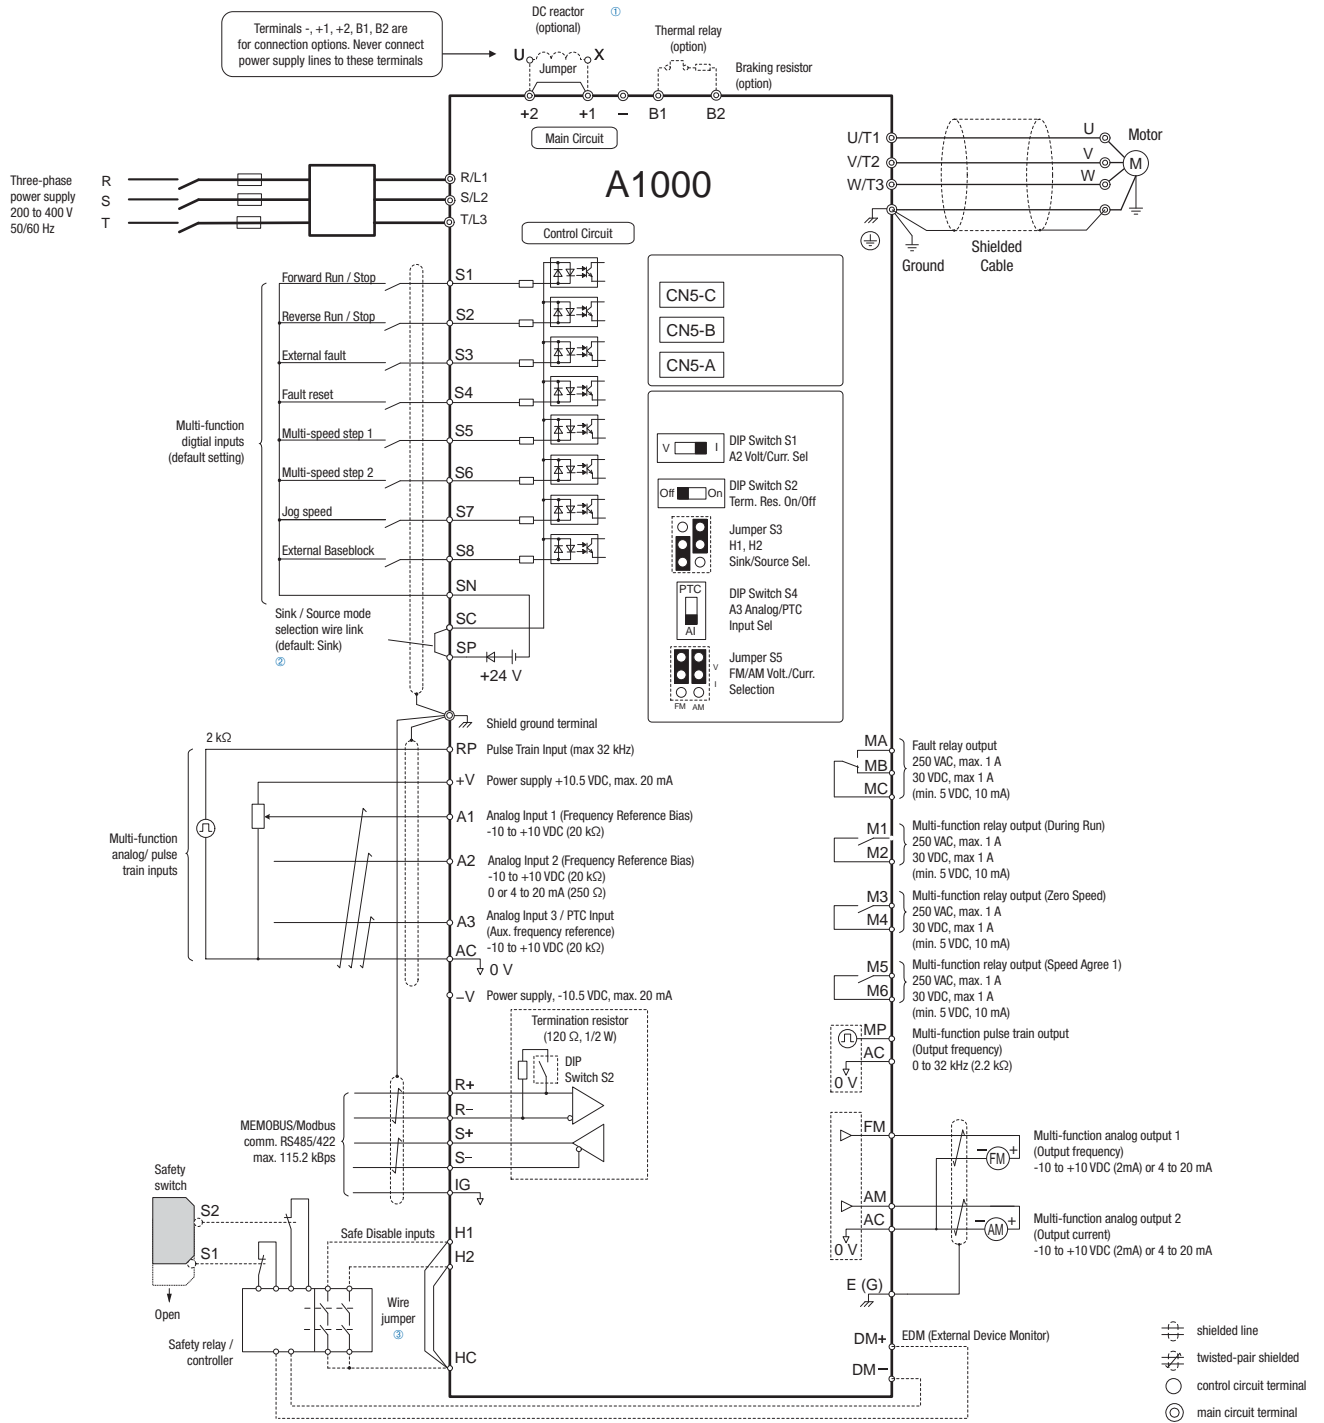 DC reactor ①
(optional)
Terminals -, +1, +2, B1, B2 are
for connection options. Never connect
power supply lines to these terminals
U X
Jumper
Thermal relay
(option)
Braking resistor
(option)
+2 +1 – B1 B2
Main Circuit
A1000
Three-phase
power supply
200 to 400 V
50/60 Hz
R
S
T
R/L1
S/L2
T/L3
U/T1
V/T2
W/T3
U
V
W
Motor
M
Ground
Shielded
Cable
Control Circuit
Multi-function
digtial inputs
(default setting)
Forward Run / Stop
S1
Reverse Run / Stop
S2
External fault
S3
Fault reset
S4
Multi-speed step 1
S5
Multi-speed step 2
S6
Jog speed
S7
External Baseblock
S8
SN
SC
SP
+24 V
Sink / Source mode
selection wire link
(default: Sink)
②
CN5-C
CN5-B
CN5-A
V I
DIP Switch S1
A2 Volt/Curr. Sel
Off On
DIP Switch S2
Term. Res. On/Off
Jumper S3
H1, H2
Sink/Source Sel.
PTC
AI
DIP Switch S4
A3 Analog/PTC
Input Sel
V
I
FM AM
Jumper S5
FM/AM Volt./Curr.
Selection
Shield ground terminal
2 kΩ
Multi-function
analog/ pulse
train inputs
RP Pulse Train Input (max 32 kHz)
+V Power supply +10.5 VDC, max. 20 mA
A1 Analog Input 1 (Frequency Reference Bias)
-10 to +10 VDC (20 kΩ)
A2 Analog Input 2 (Frequency Reference Bias)
-10 to +10 VDC (20 kΩ)
0 or 4 to 20 mA (250 Ω)
A3 Analog Input 3 / PTC Input
(Aux. frequency reference)
-10 to +10 VDC (20 kΩ)
AC
0 V
–V Power supply, -10.5 VDC, max. 20 mA
Termination resistor
(120 Ω, 1/2 W)
DIP
Switch S2
MEMOBUS/Modbus
comm. RS485/422
max. 115.2 kBps
R+
R–
S+
S–
IG
Safety
switch
S2
S1
Open
Safety relay /
controller
Safe Disable inputs
H1
H2
Wire
jumper
③
HC
MA
MB
MC
Fault relay output
250 VAC, max. 1 A
30 VDC, max 1 A
(min. 5 VDC, 10 mA)
M1
M2
Multi-function relay output (During Run)
250 VAC, max. 1 A
30 VDC, max 1 A
(min. 5 VDC, 10 mA)
M3
M4
Multi-function relay output (Zero Speed)
250 VAC, max. 1 A
30 VDC, max 1 A
(min. 5 VDC, 10 mA)
M5
M6
Multi-function relay output (Speed Agree 1)
250 VAC, max. 1 A
30 VDC, max 1 A
(min. 5 VDC, 10 mA)
MP
AC
0 V
Multi-function pulse train output
(Output frequency)
0 to 32 kHz (2.2 kΩ)
FM
– FM +
Multi-function analog output 1
(Output frequency)
-10 to +10 VDC (2mA) or 4 to 20 mA
AM
AC
0 V
– AM +
Multi-function analog output 2
(Output current)
-10 to +10 VDC (2mA) or 4 to 20 mA
E (G)
DM+
EDM (External Device Monitor)
DM–
shielded line
twisted-pair shielded
control circuit terminal
main circuit terminal